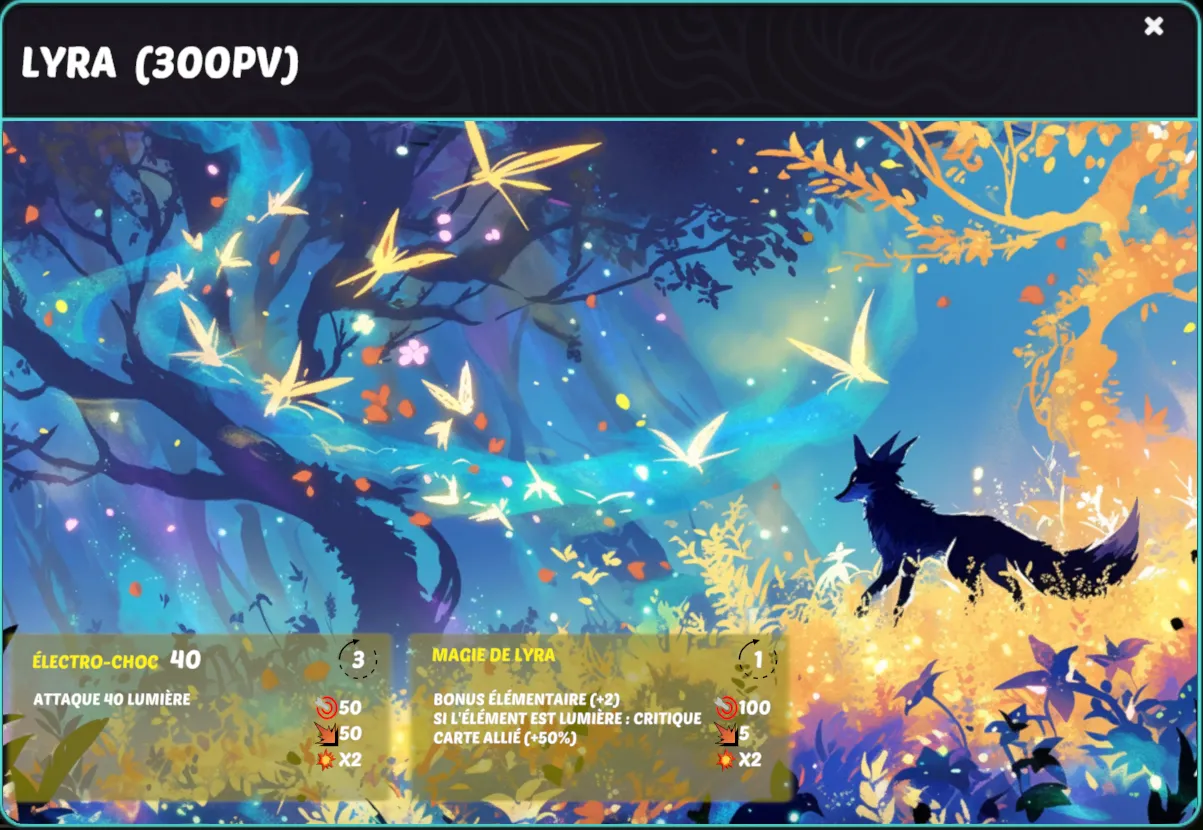 LYRA (300PV)
ÉLECTRO-CHOC 40
3
ATTAQUE 40 LUMIÈRE
50
50
X2
MAGIE DE LYRA
1
BONUS ÉLÉMENTAIRE (+2)
SI L'ÉLÉMENT EST LUMIÈRE : CRITIQUE
CARTE ALLIÉ (+50%)
100
5
X2